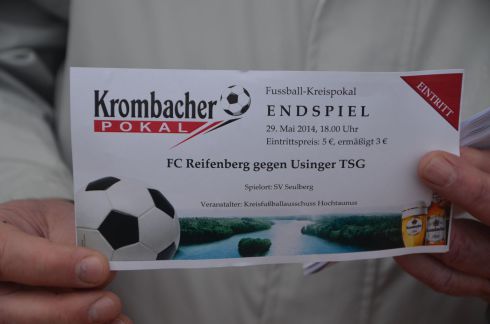 Krombacher
POKAL
Fussball-Kreispokal
ENDSPIEL
29. Mai 2014, 18.00 Uhr
Eintrittspreis: 5 €, ermäßigt 3 €
EINTRITT
FC Reifenberg gegen Usinger TSG
Spielort: SV Seulberg
Veranstalter: Kreisfußballausschuss Hochtaunus